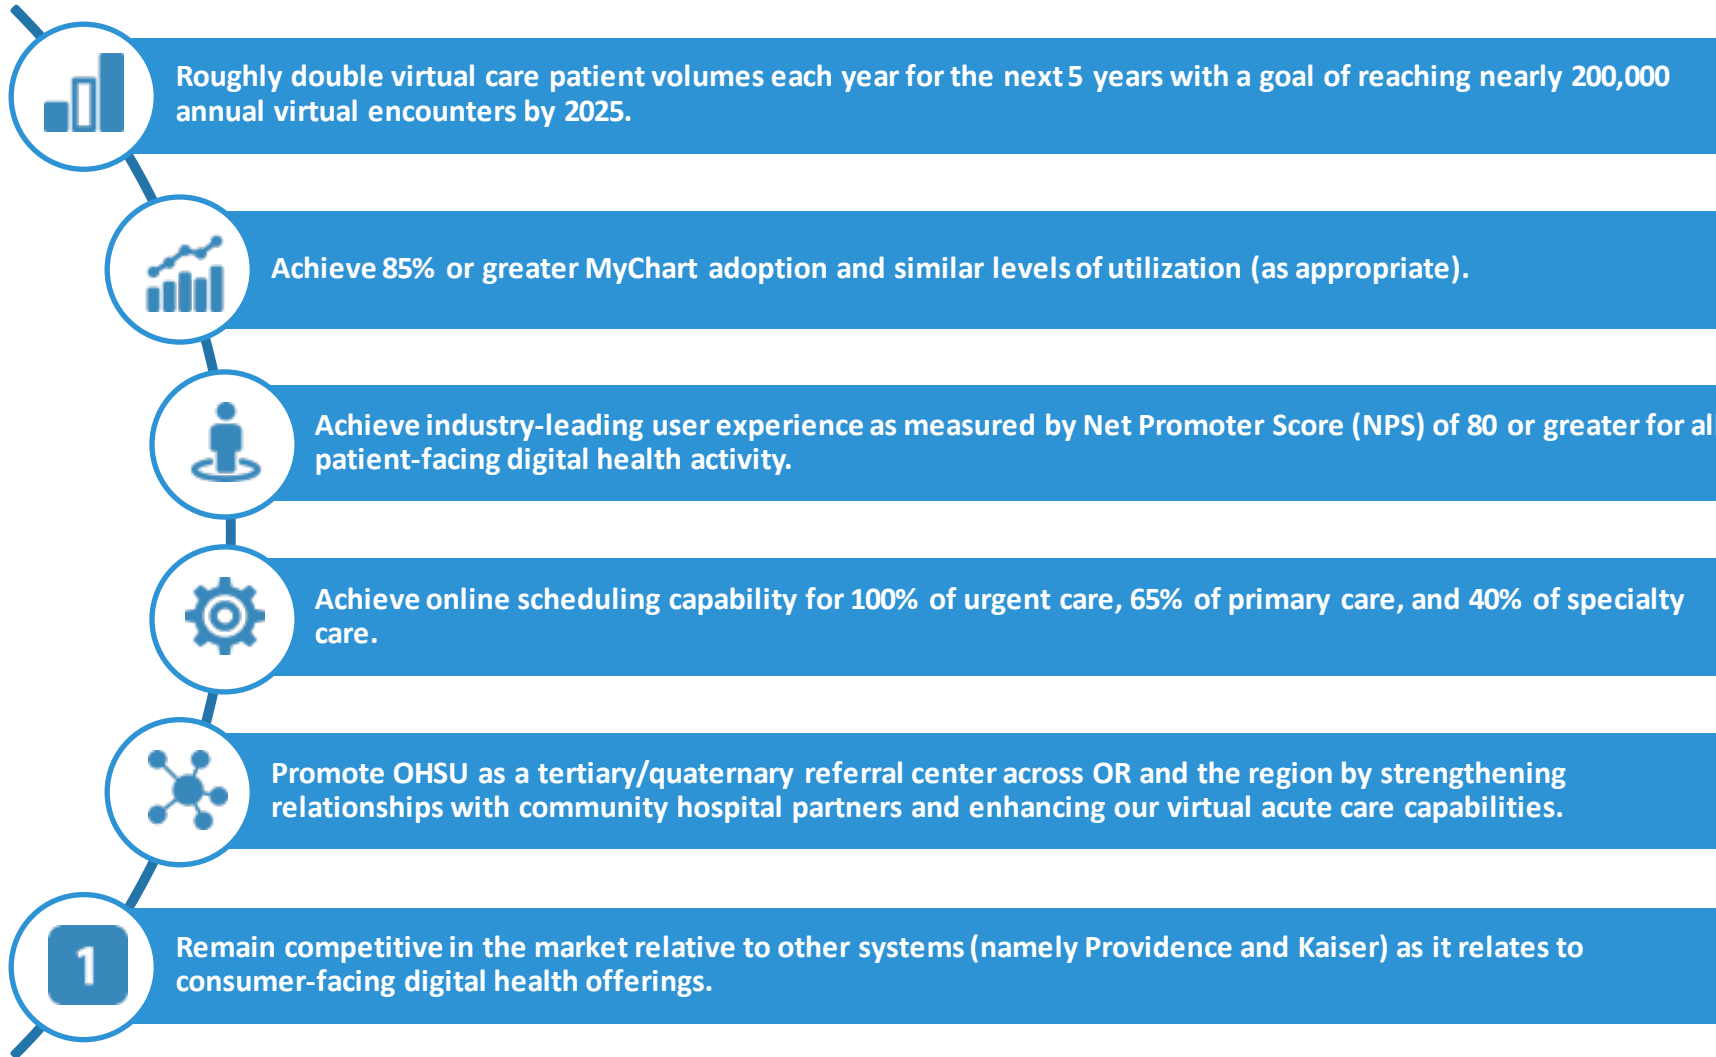 Roughly double virtual care patient volumes each year for the next 5 years with a goal of reaching nearly 200,000
annual virtual encounters by 2025.
Achieve 85% or greater MyChart adoption and similar levels of utilization (as appropriate).
Achieve industry-leading user experience as measured by Net Promoter Score (NPS) of 80 or greater for all
patient-facing digital health activity.
Achieve online scheduling capability for 100% of urgent care, 65% of primary care, and 40% of specialty
care.
Promote OHSU as a tertiary/quaternary referral center across OR and the region by strengthening
relationships with community hospital partners and enhancing our virtual acute care capabilities.
1
Remain competitive in the market relative to other systems (namely Providence and Kaiser) as it relates to
consumer-facing digital health offerings.